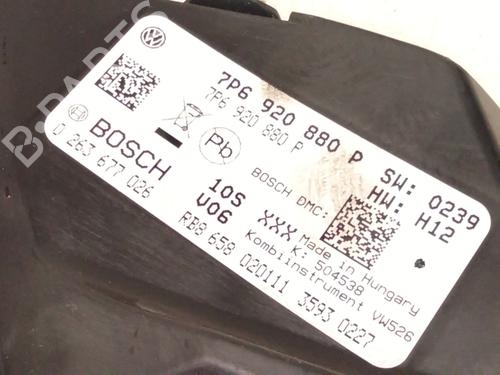 7P6 920 880 P SW: 0239
7P6 920 880 P HW: H12
Pb
BOSCH
0 263 677 026
BOSCH DMC:
10S XXX
V06
Made in Hungary
K: 504538
Kombiinstrument VW526
RB8 658 020111 3593 0227
B-PARTS